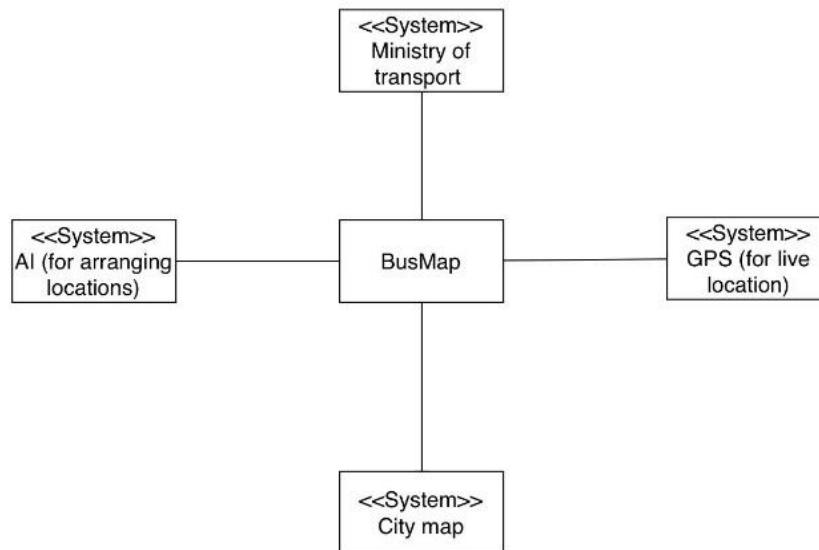 <<System>>
Ministry of
transport
<<System>>
AI (for arranging
locations)
BusMap
<<System>>
GPS (for live
location)
<<System>>
City map